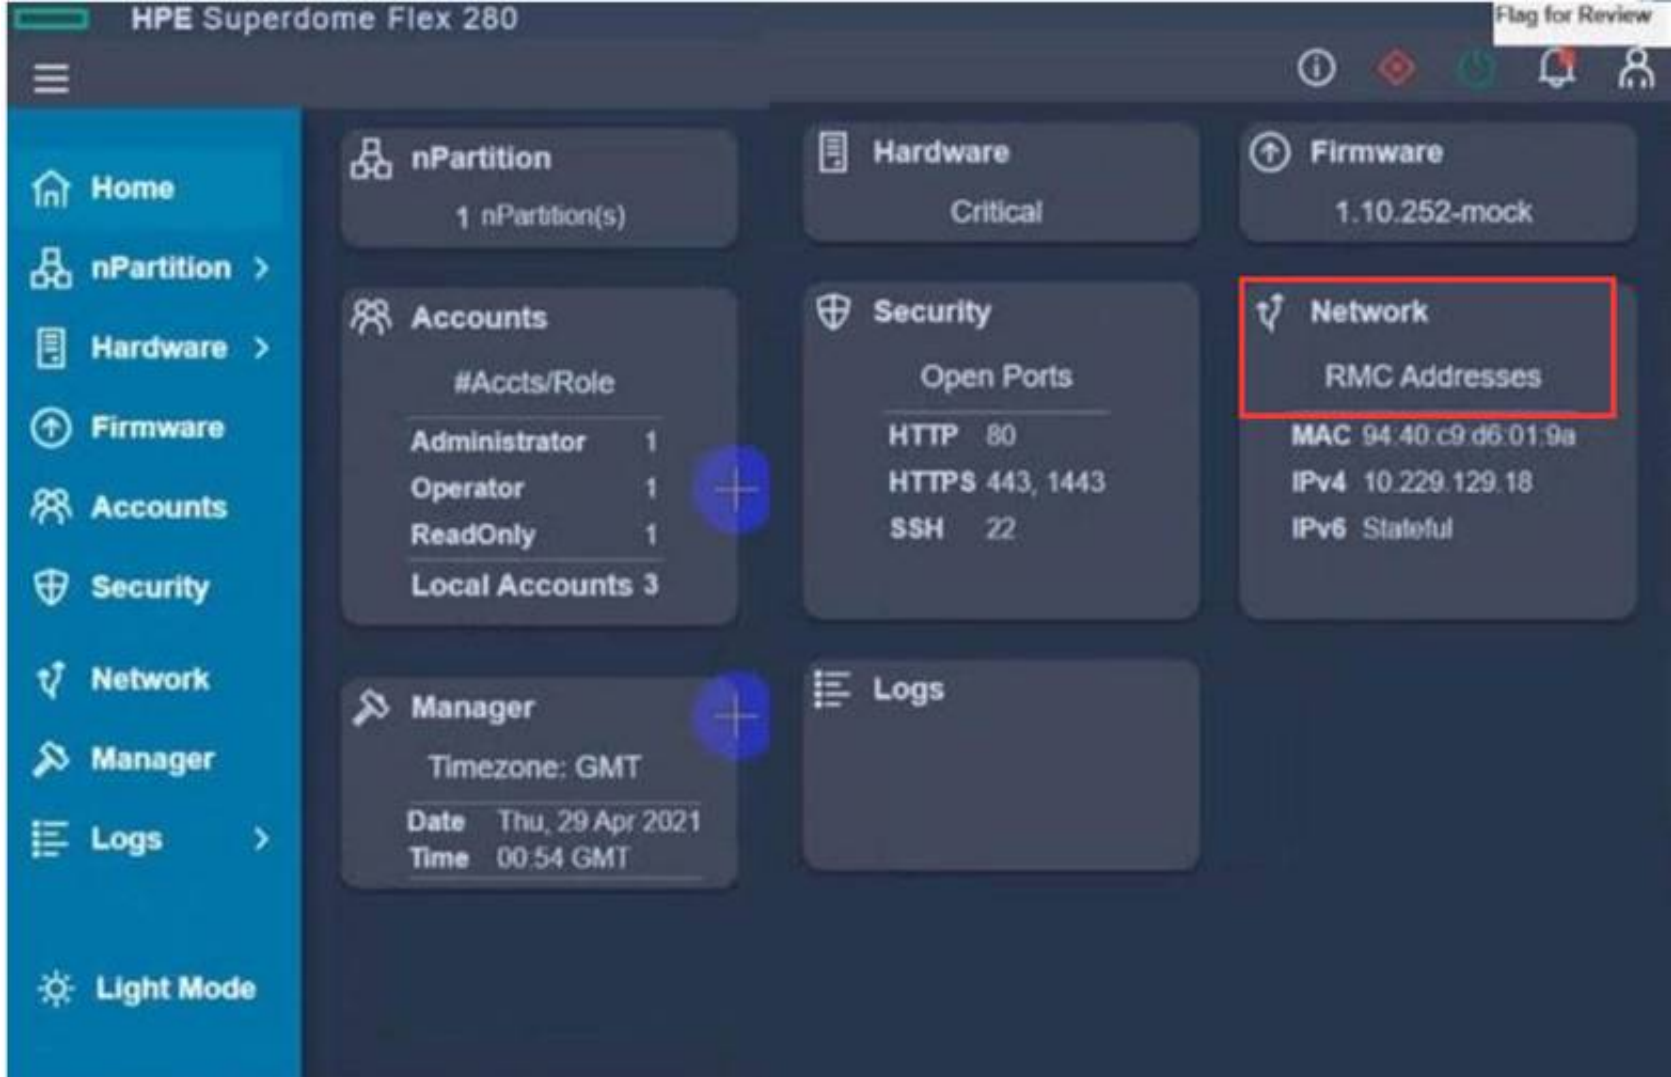 HPE Superdome Flex 280
Flag for Review
Home
nPartition
Hardware
Firmware
Accounts
Security
Network
Manager
Logs
Light Mode
nPartition
1 nPartition(s)
Hardware
Critical
Firmware
1.10.252-mock
Accounts
#Accts/Role
Administrator 1
Operator 1
ReadOnly 1
Local Accounts 3
Security
Open Ports
HTTP 80
HTTPS 443, 1443
SSH 22
Network
RMC Addresses
MAC 94:40:c9:d6:01:9a
IPv4 10.229.129.18
IPv6 Stateful
Manager
Timezone: GMT
Date Thu, 29 Apr 2021
Time 00:54 GMT
Logs